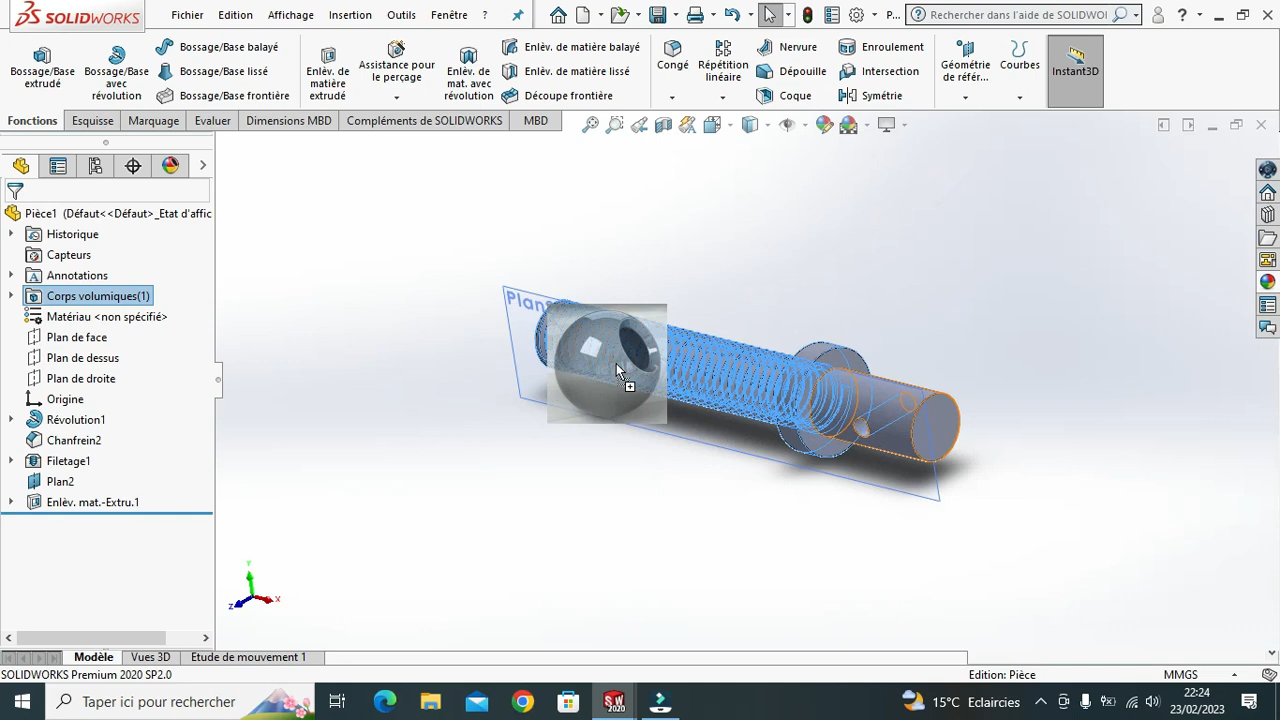 SOLIDWORKS
Fichier Edition Affichage Insertion Outils Fenêtre ? P... Rechercher dans l'aide de SOLIDWOI ?
Bossage/Base extrudé
Bossage/Base avec révolution
Bossage/Base balayé
Bossage/Base lissé
Bossage/Base frontière
Enlèv. de matière extrudé
Assistance pour le perçage
Enlèv. de mat. avec révolution
Enlèv. de matière balayé
Enlèv. de matière lissé
Découpe frontière
Congé
Répétition linéaire
Nervure
Dépouille
Coque
Enroulement
Intersection
Symétrie
Géométrie de référ...
Courbes
Instant3D
Fonctions Esquisse Marquage Evaluer Dimensions MBD Compléments de SOLIDWORKS MBD
Pièce1 (Défaut<<Défaut>_Etat d'affic
Historique
Capteurs
Annotations
Corps volumiques(1)
Matériau <non spécifié>
Plan de face
Plan de dessus
Plan de droite
Origine
Révolution1
Chanfrein2
Filetage1
Plan2
Enlèv. mat.-Extru.1
Y
Z
X
Modèle Vues 3D Etude de mouvement 1
SOLIDWORKS Premium 2020 SP2.0 Edition: Pièce MMGS
Taper ici pour rechercher
SW
2020
15°C Eclaircies
22:24
23/02/2023